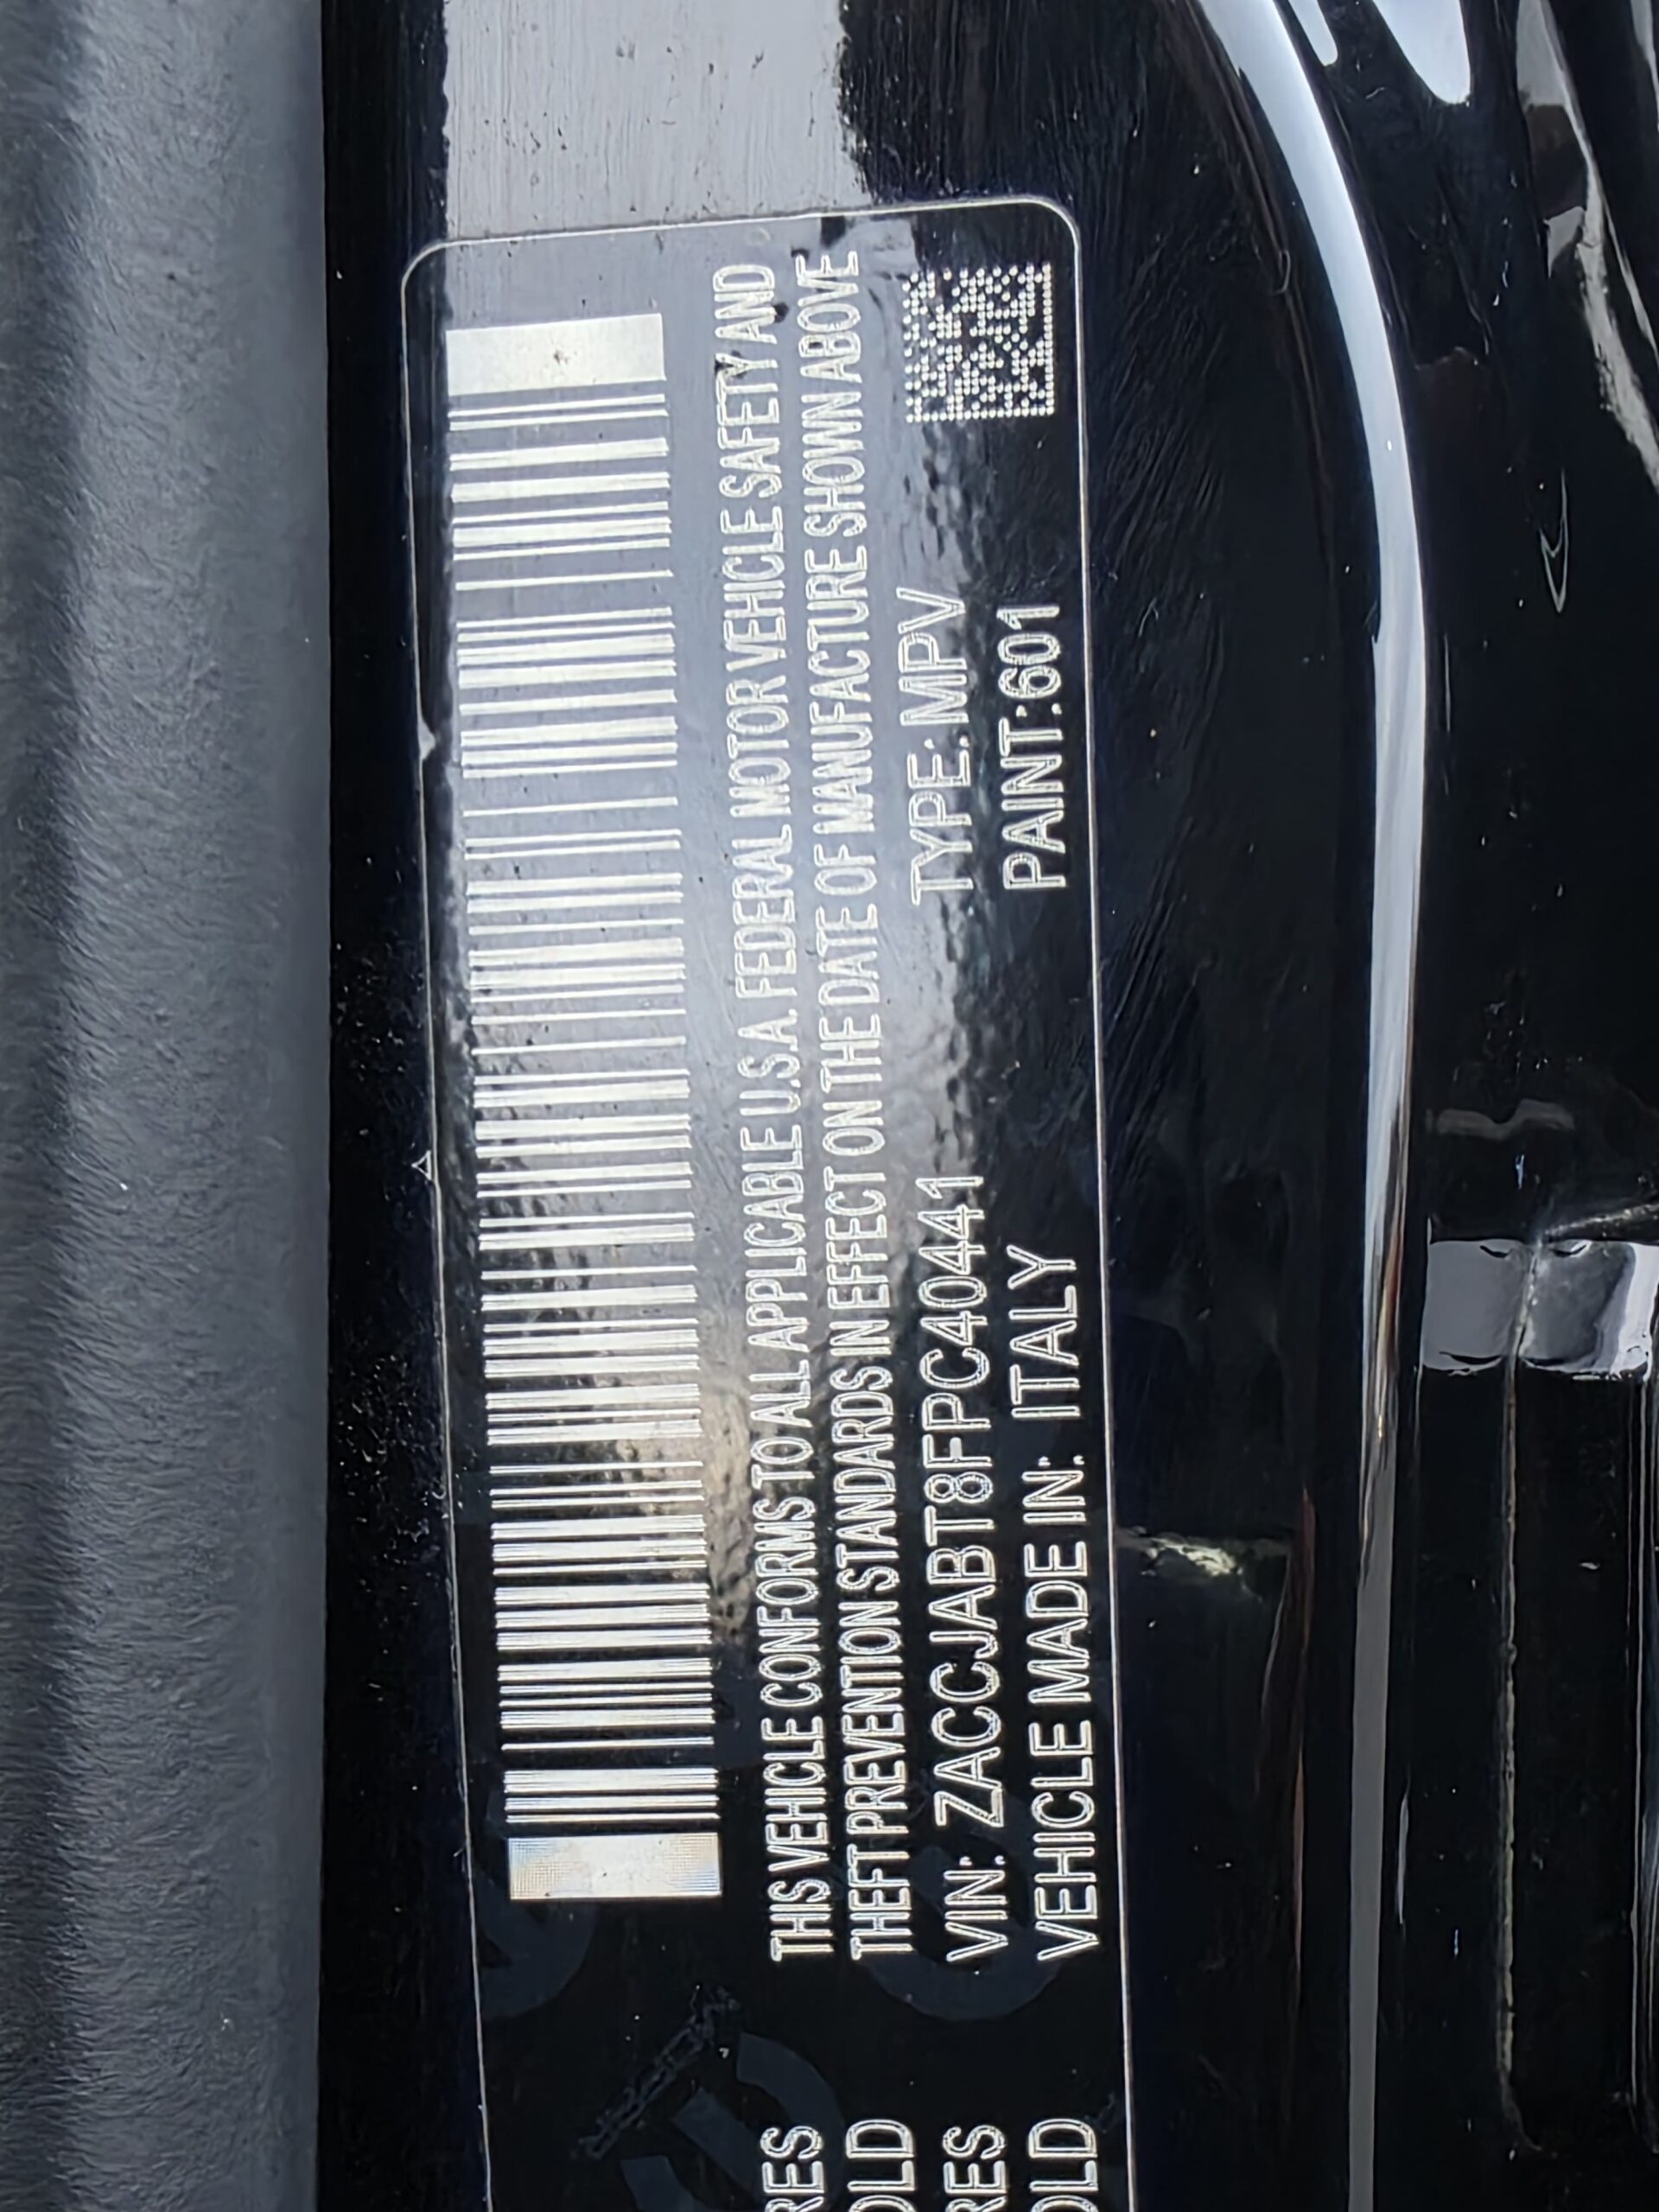 THIS VEHICLE CONFORMS TO ALL APPLICABLE U.S.A. FEDERAL MOTOR VEHICLE SAFETY AND
THEFT PREVENTION STANDARDS IN EFFECT ON THE DATE OF MANUFACTURE SHOWN ABOVE
VIN: ZACCJABT8FPC40441 TYPE: MPV
VEHICLE MADE IN: ITALY PAINT:601